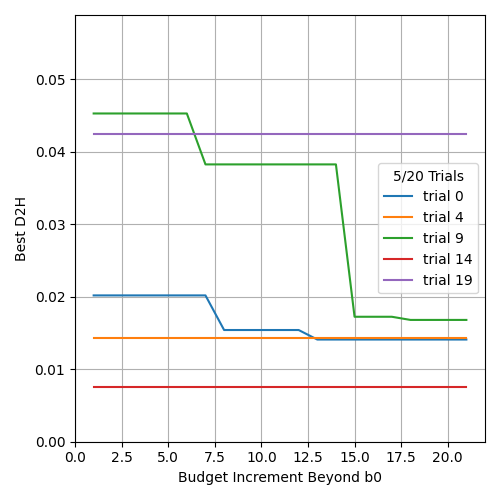 0.05
0.04
0.03
0.02
0.01
0.00
Best D2H
5/20 Trials
trial 0
trial 4
trial 9
trial 14
trial 19
0.0 2.5 5.0 7.5 10.0 12.5 15.0 17.5 20.0
Budget Increment Beyond b0